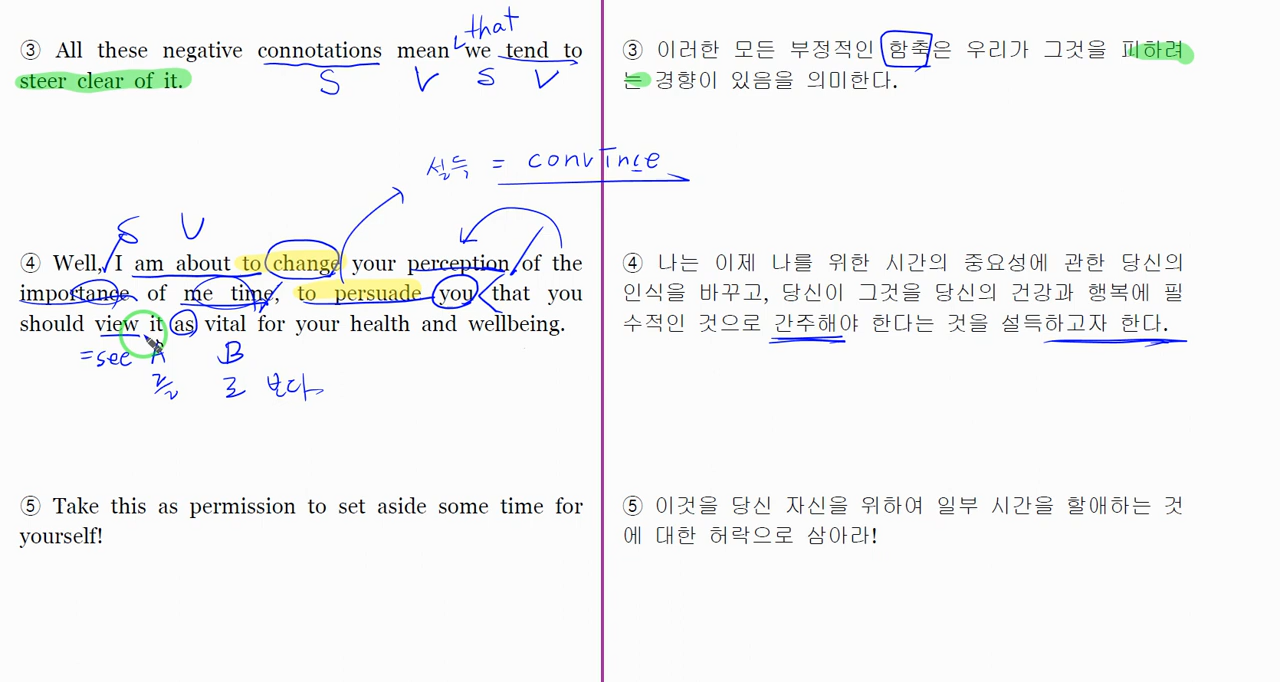 that
③ All these negative connotations mean we tend to
steer clear of it.
S V S V
설득 = convince
S V
④ Well, I am about to change your perception of the
importance of me time, to persuade you that you
should view it as vital for your health and wellbeing.
=see A B
를 로 보다
⑤ Take this as permission to set aside some time for
yourself!
③ 이러한 모든 부정적인 함축은 우리가 그것을 피하려
는 경향이 있음을 의미한다.
④ 나는 이제 나를 위한 시간의 중요성에 관한 당신의
인식을 바꾸고, 당신이 그것을 당신의 건강과 행복에 필
수적인 것으로 간주해야 한다는 것을 설득하고자 한다.
⑤ 이것을 당신 자신을 위하여 일부 시간을 할애하는 것
에 대한 허락으로 삼아라!